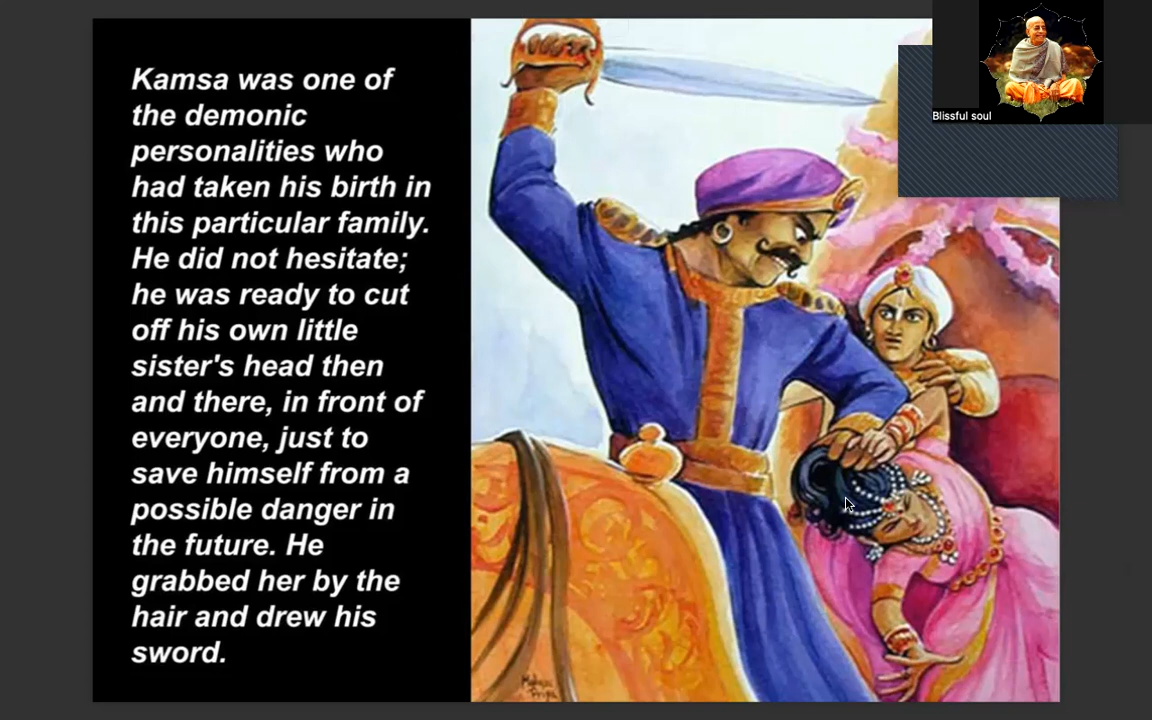 Kamsa was one of
the demonic
personalities who
had taken his birth in
this particular family.
He did not hesitate;
he was ready to cut
off his own little
sister's head then
and there, in front of
everyone, just to
save himself from a
possible danger in
the future. He
grabbed her by the
hair and drew his
sword.
Blissful soul